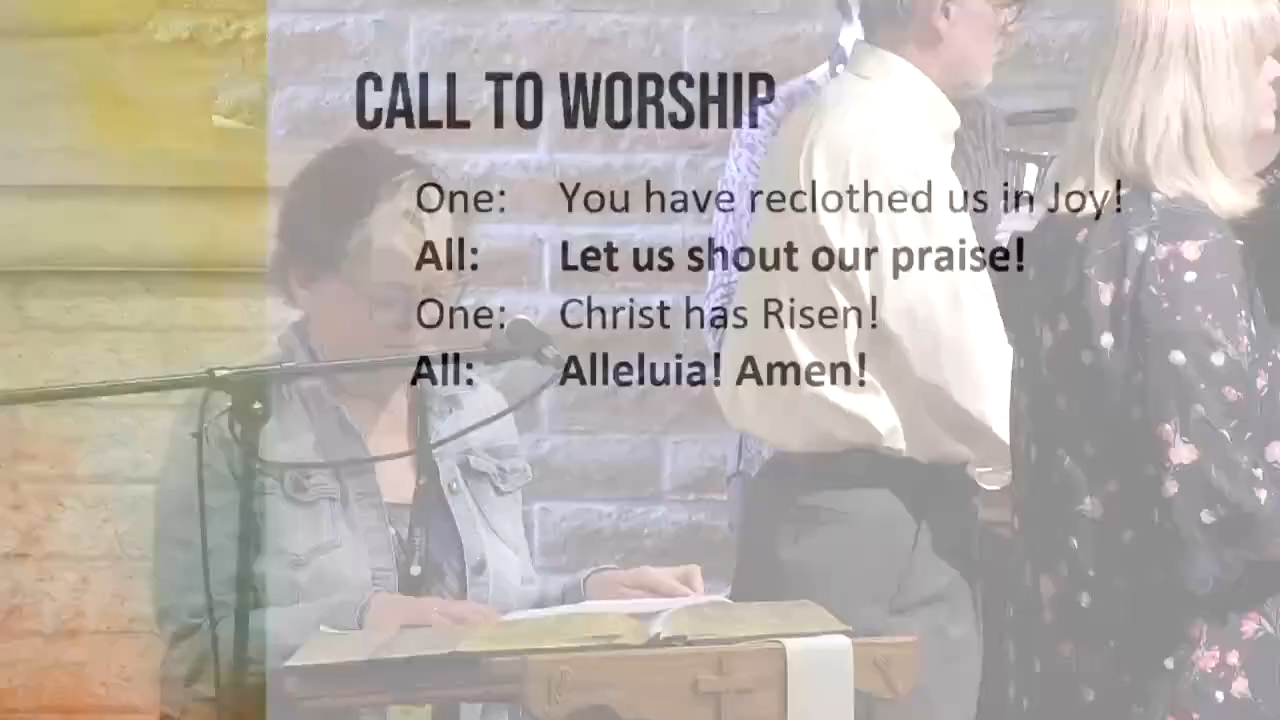 CALL TO WORSHIP
One: You have reclothed us in Joy!
All: Let us shout our praise!
One: Christ has Risen!
All: Alleluia! Amen!